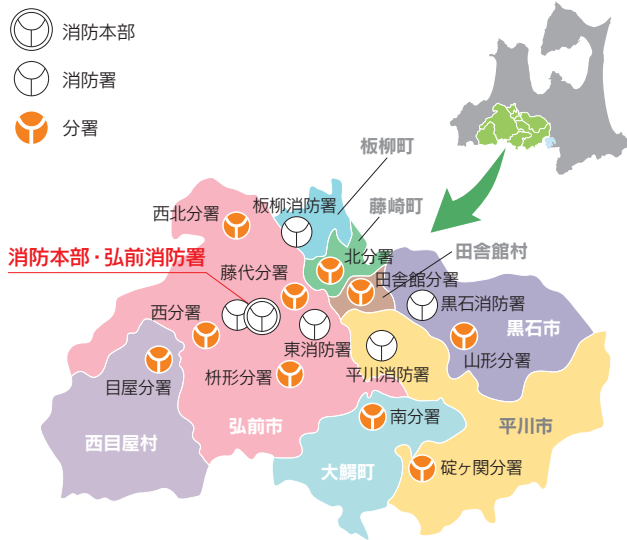 消防本部
消防署
分署
板柳町
藤崎町
田舎館村
西北分署
板柳消防署
北分署
消防本部・弘前消防署
藤代分署
田舎館分署
黒石消防署
黒石市
西分署
東消防署
山形分署
目屋分署
枡形分署
平川消防署
南分署
弘前市
平川市
西目屋村
大鰐町
碇ヶ関分署